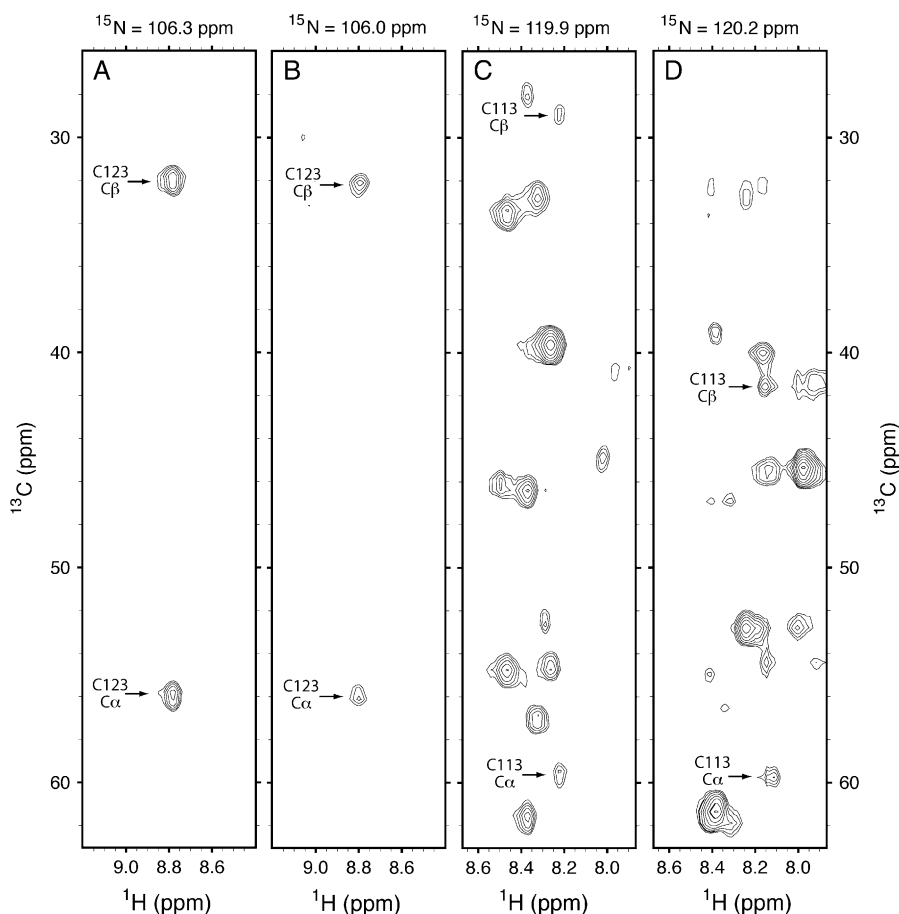 ¹⁵N = 106.3 ppm
¹⁵N = 106.0 ppm
¹⁵N = 119.9 ppm
¹⁵N = 120.2 ppm
A
B
C
D
C113
Cβ
30
30
C123
Cβ
C123
Cβ
40
40
C113
Cβ
¹³C (ppm)
¹³C (ppm)
50
50
C123
Cα
C123
Cα
C113
Cα
C113
Cα
60
60
9.0 8.8 8.6
9.0 8.8 8.6
8.6 8.4 8.2 8.0
8.6 8.4 8.2 8.0
¹H (ppm)
¹H (ppm)
¹H (ppm)
¹H (ppm)